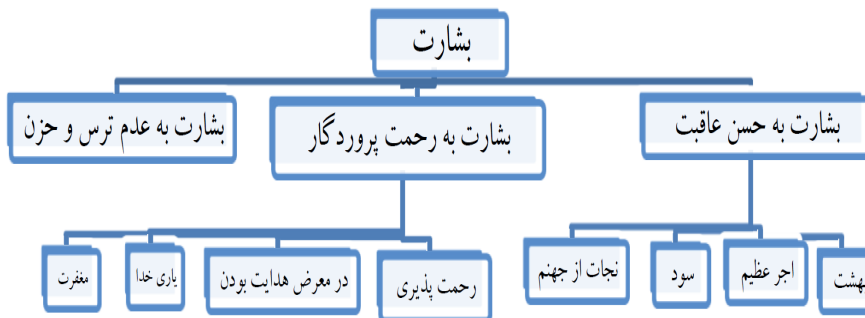 بشارت
بشارت به حسن عاقبت
بشارت به رحمت پروردگار
بشارت به عدم ترس و حزن
بهشت
اجر عظیم
سود
نجات از جهنم
رحمت پذیری
در معرض هدایت بودن
یاری خدا
مغفرت